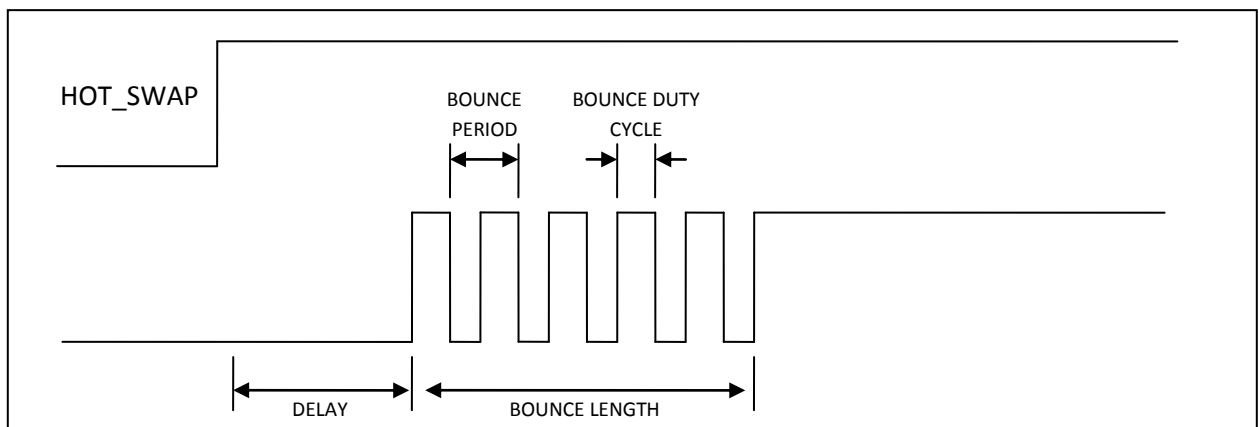 HOT_SWAP
BOUNCE
PERIOD
BOUNCE DUTY
CYCLE
DELAY
BOUNCE LENGTH